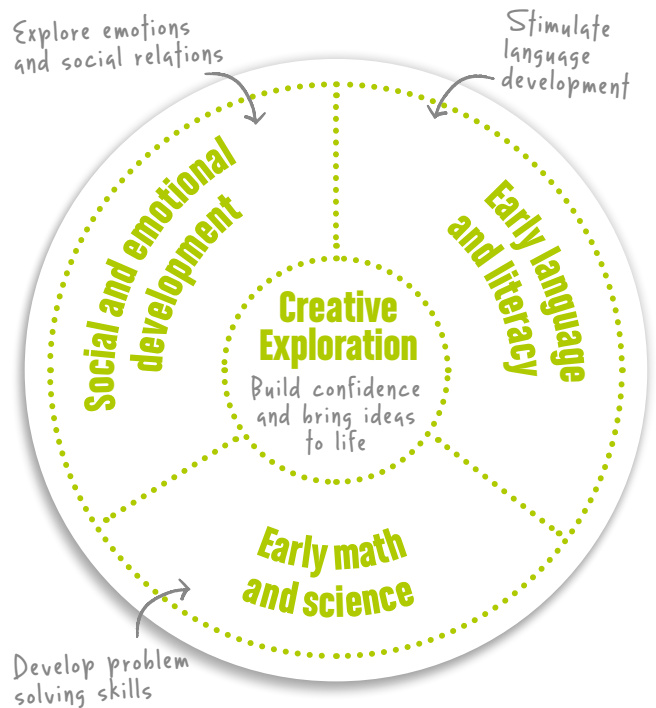 Explore emotions
and social relations
Stimulate
language
development
Social and emotional
development
Early language
and literacy
Creative
Exploration
Build confidence
and bring ideas
to life
Early math
and science
Develop problem
solving skills